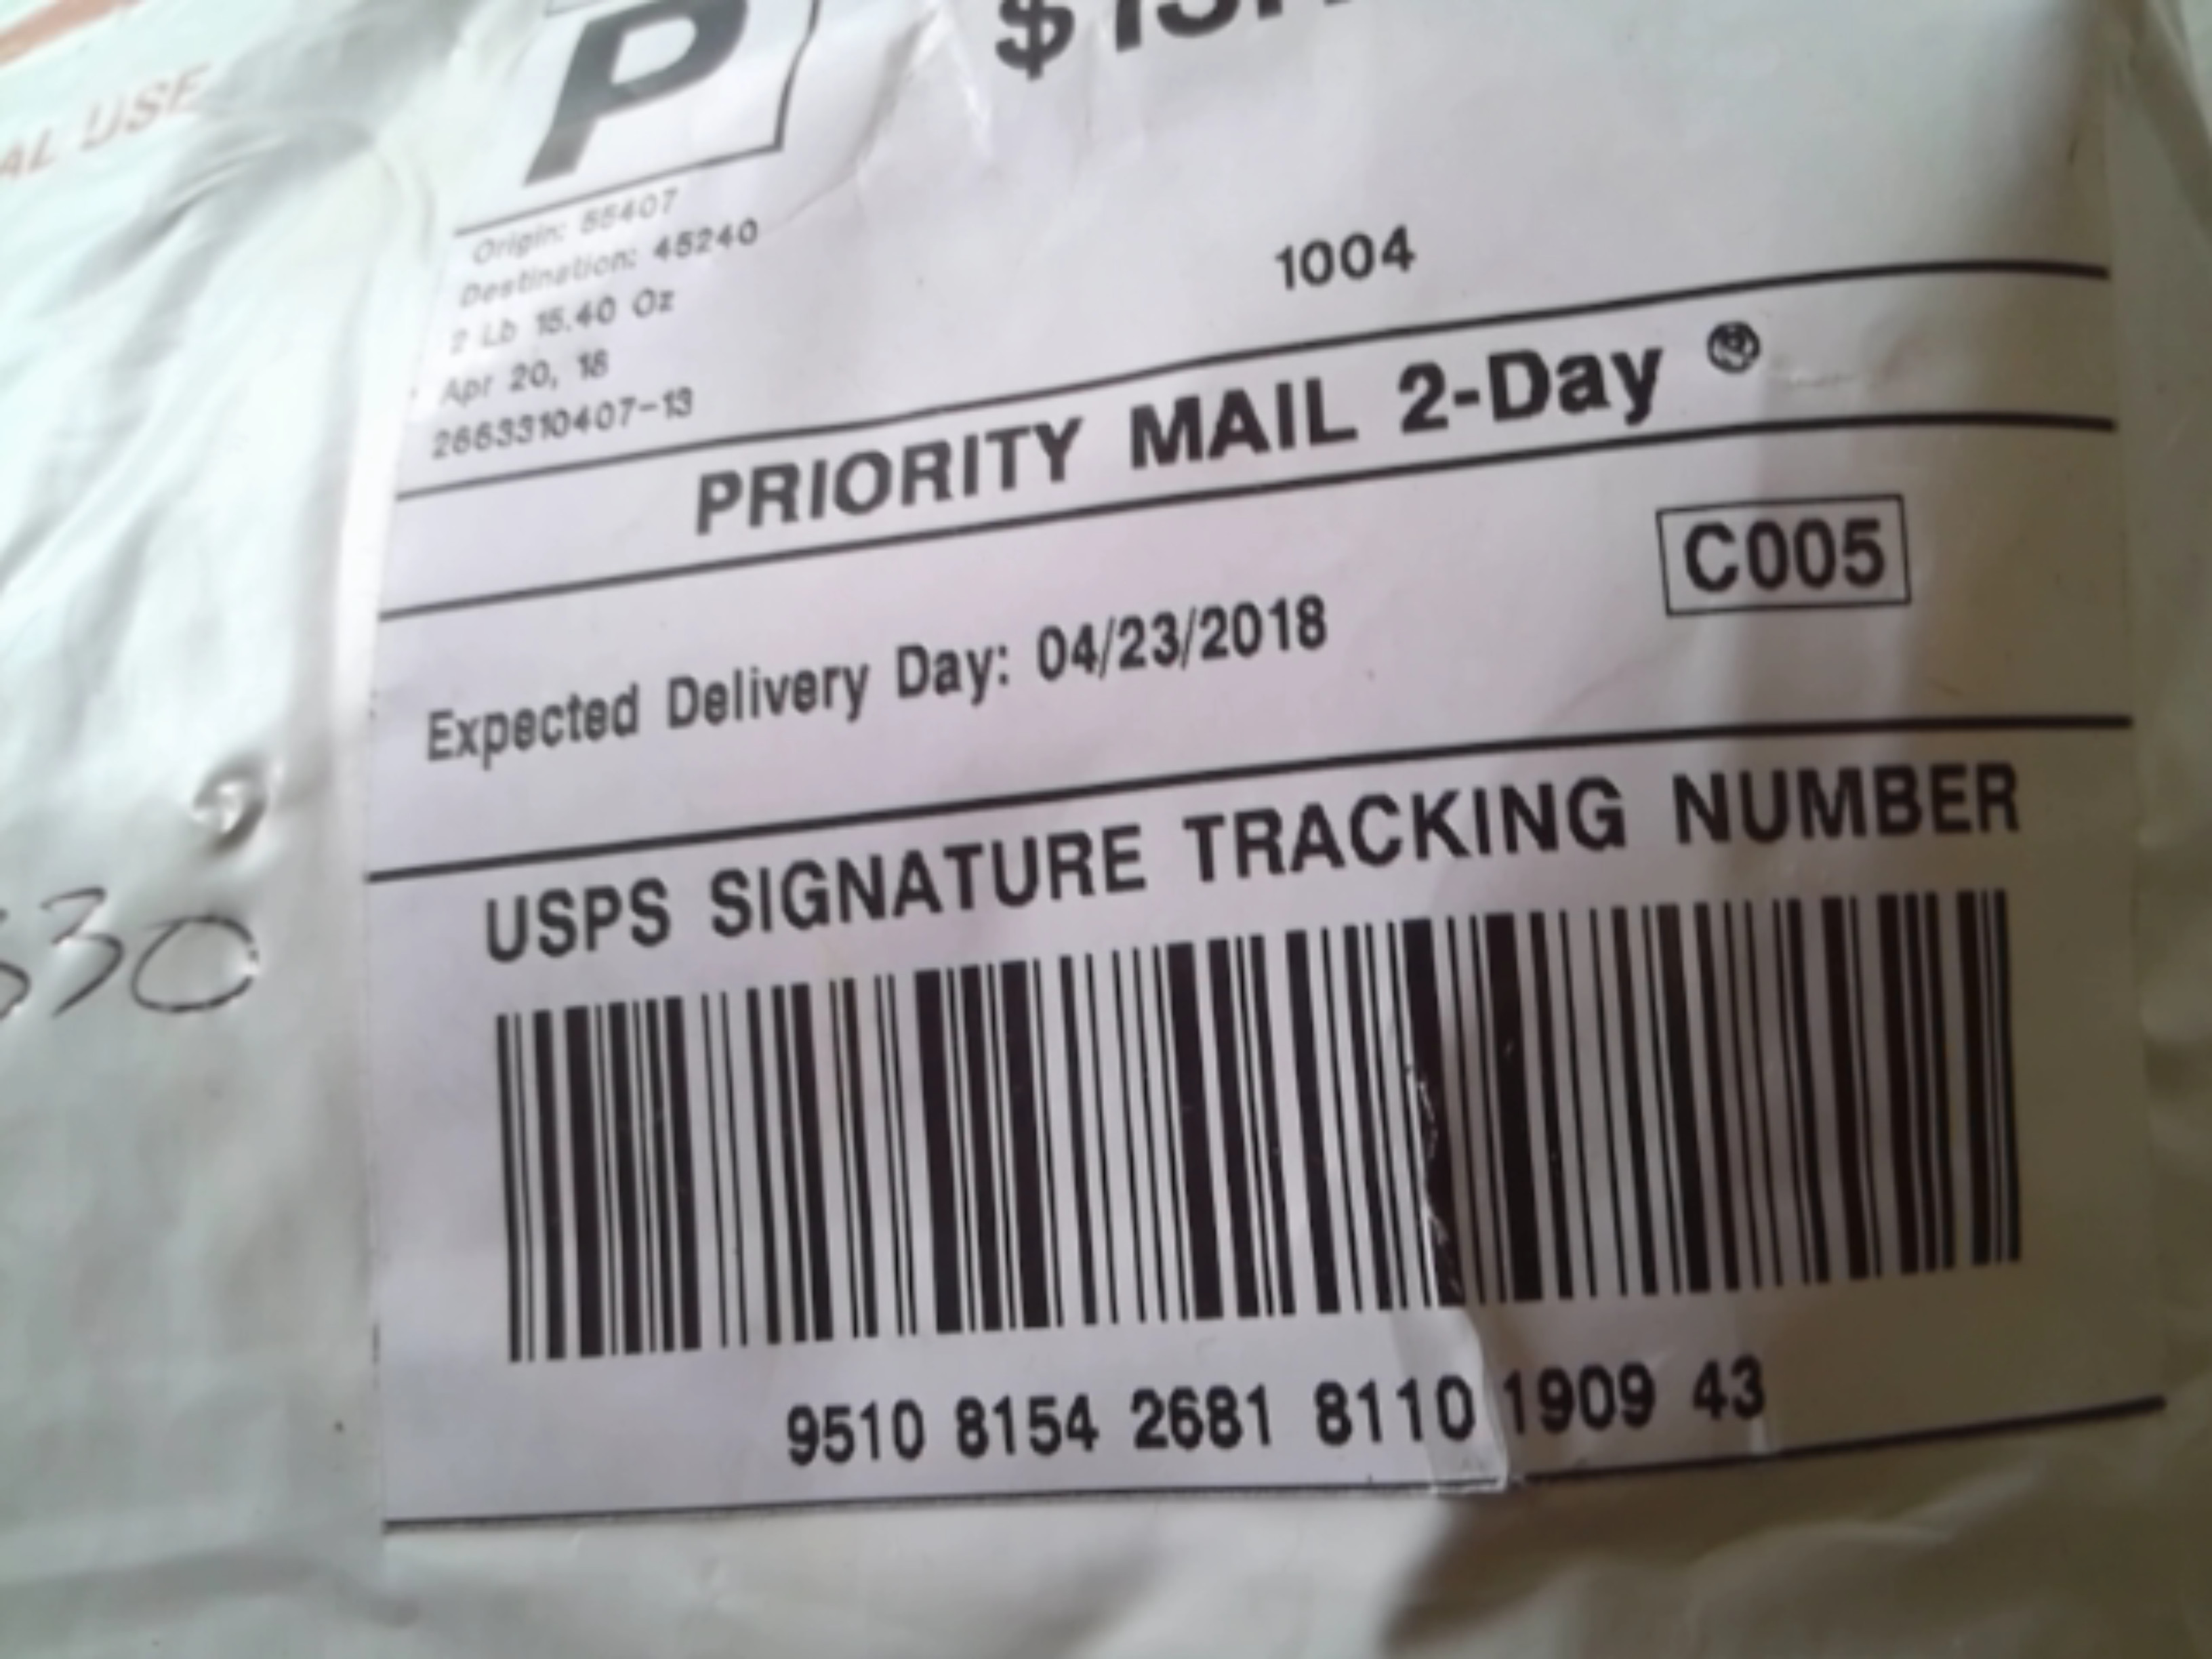 AL USE
P
Origin: 55407
Destination: 45240
2 Lb 15.40 Oz
Apr 20, 18
2663310407-13
1004
PRIORITY MAIL 2-Day ®
C005
Expected Delivery Day: 04/23/2018
USPS SIGNATURE TRACKING NUMBER
9510 8154 2681 8110 1909 43